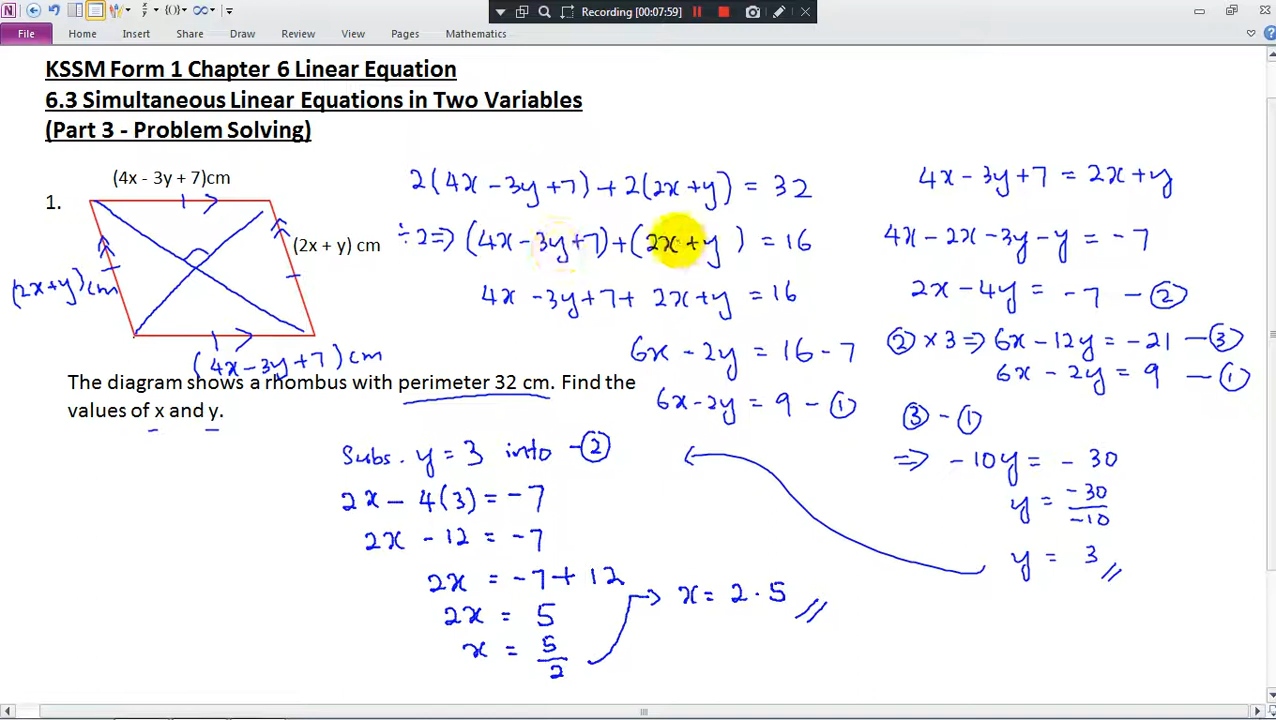 Recording [00:07:59]
File Home Insert Share Draw Review View Pages Mathematics
KSSM Form 1 Chapter 6 Linear Equation
6.3 Simultaneous Linear Equations in Two Variables
(Part 3 - Problem Solving)
1.
(4x - 3y + 7)cm
(2x + y) cm
(2x+y)cm
(4x-3y+7)cm
The diagram shows a rhombus with perimeter 32 cm. Find the
values of x and y.
2(4x-3y+7)+2(2x+y) = 32
÷2⇒ (4x-3y+7)+(2x+y) = 16
4x-3y+7+2x+y = 16
6x-2y = 16-7
6x-2y = 9 - ①
4x-3y+7 = 2x+y
4x-2x-3y-y = -7
2x-4y = -7 - ②
② ×3 ⇒ 6x-12y = -21 - ③
6x-2y = 9 - ①
③ - ①
⇒ -10y = -30
y = -30/-10
y = 3 //
Subs. y = 3 into - ②
2x-4(3) = -7
2x-12 = -7
2x = -7+12
2x = 5
x = 5/2
x = 2.5 //